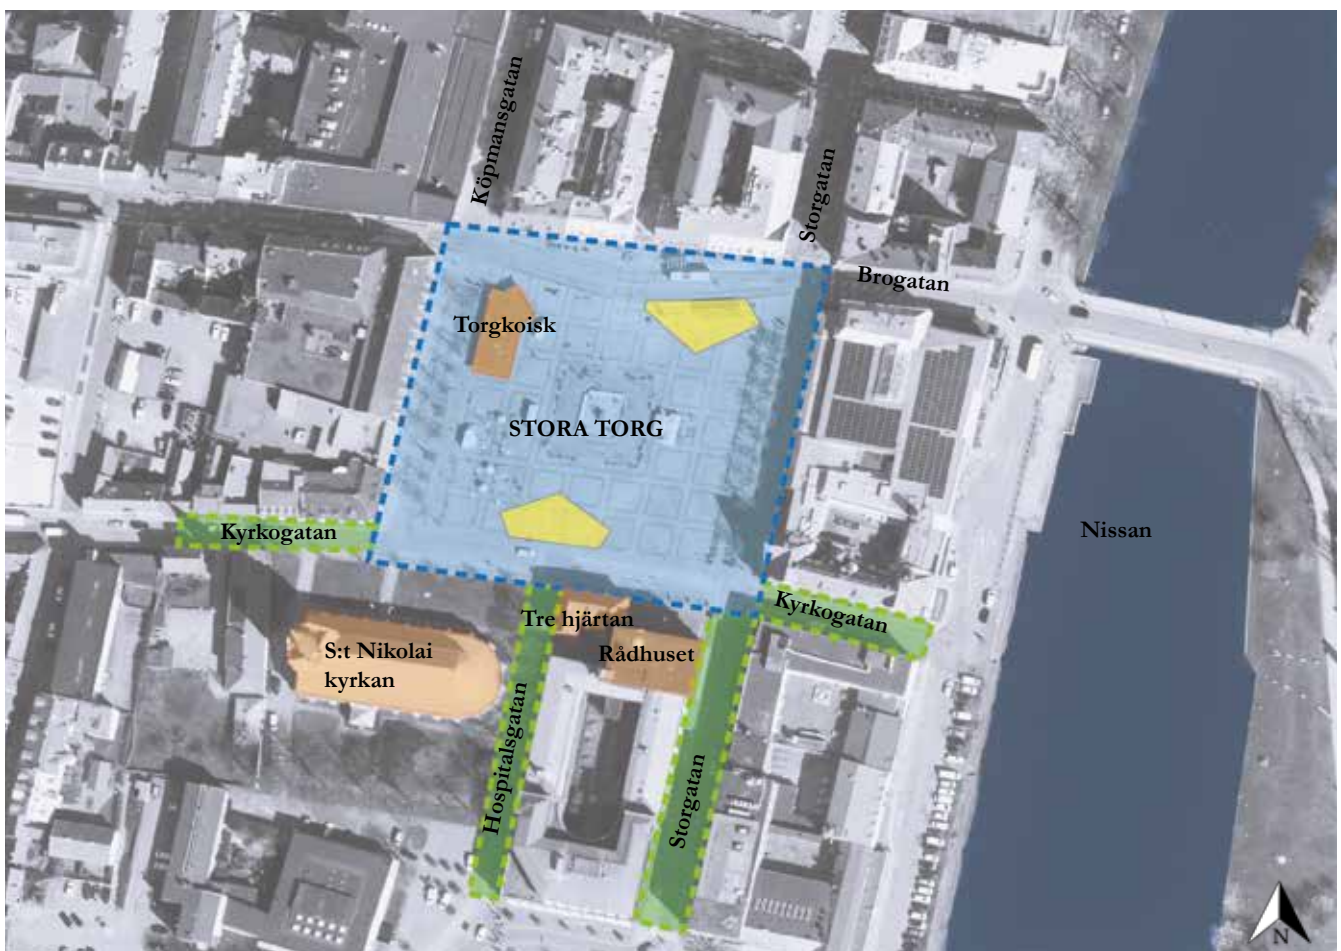 Köpmansgatan
Storgatan
Brogatan
Torgkoisk
STORA TORG
Kyrkogatan
Nissan
Kyrkogatan
Tre hjärtan
Rådhuset
S:t Nikolai
kyrkan
Hospitalsgatan
Storgatan
N